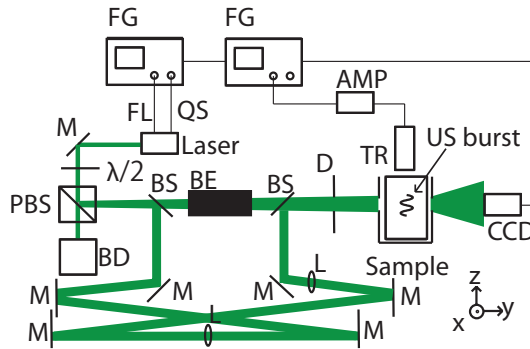 FG
FG
AMP
FL
QS
M
Laser
TR
US burst
λ/2
BS
BE
BS
D
PBS
CCD
BD
Sample
L
M
M
M
M
L
z
M
M
x
y